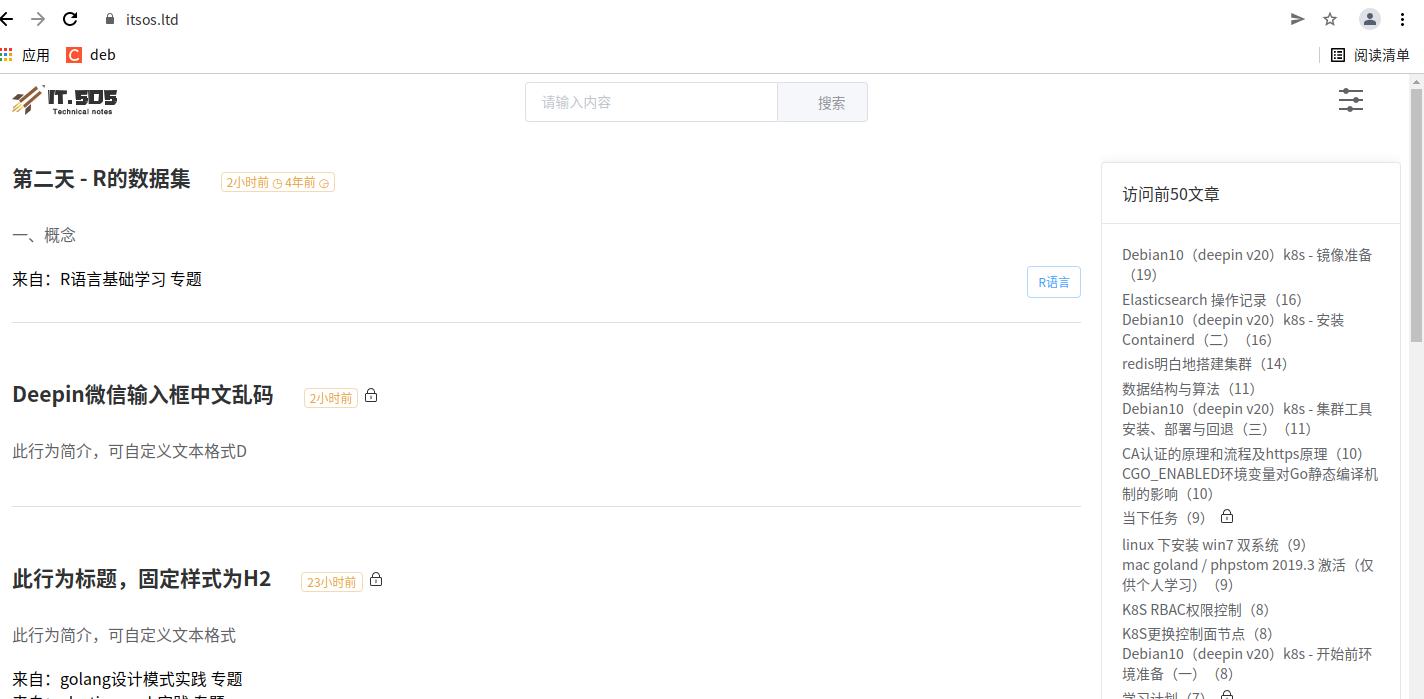 itsos.ltd
应用
deb
阅读清单
IT.SOS
Technical notes
请输入内容
搜索
第二天 - R的数据集
2小时前 4年前
一、概念
来自：R语言基础学习 专题
R语言
Deepin微信输入框中文乱码
2小时前
此行为简介，可自定义文本格式D
此行为标题，固定样式为H2
23小时前
此行为简介，可自定义文本格式
来自：golang设计模式实践 专题
访问前50文章
Debian10（deepin v20）k8s - 镜像准备
（19）
Elasticsearch 操作记录（16）
Debian10（deepin v20）k8s - 安装
Containerd（二）（16）
redis明白地搭建集群（14）
数据结构与算法（11）
Debian10（deepin v20）k8s - 集群工具
安装、部署与回退（三）（11）
CA认证的原理和流程及https原理（10）
CGO_ENABLED环境变量对Go静态编译机
制的影响（10）
当下任务（9）
linux 下安装 win7 双系统（9）
mac goland / phpstom 2019.3 激活（仅
供个人学习）（9）
K8S RBAC权限控制（8）
K8S更换控制面节点（8）
Debian10（deepin v20）k8s - 开始前环
境准备（一）（8）
学习计划（7）